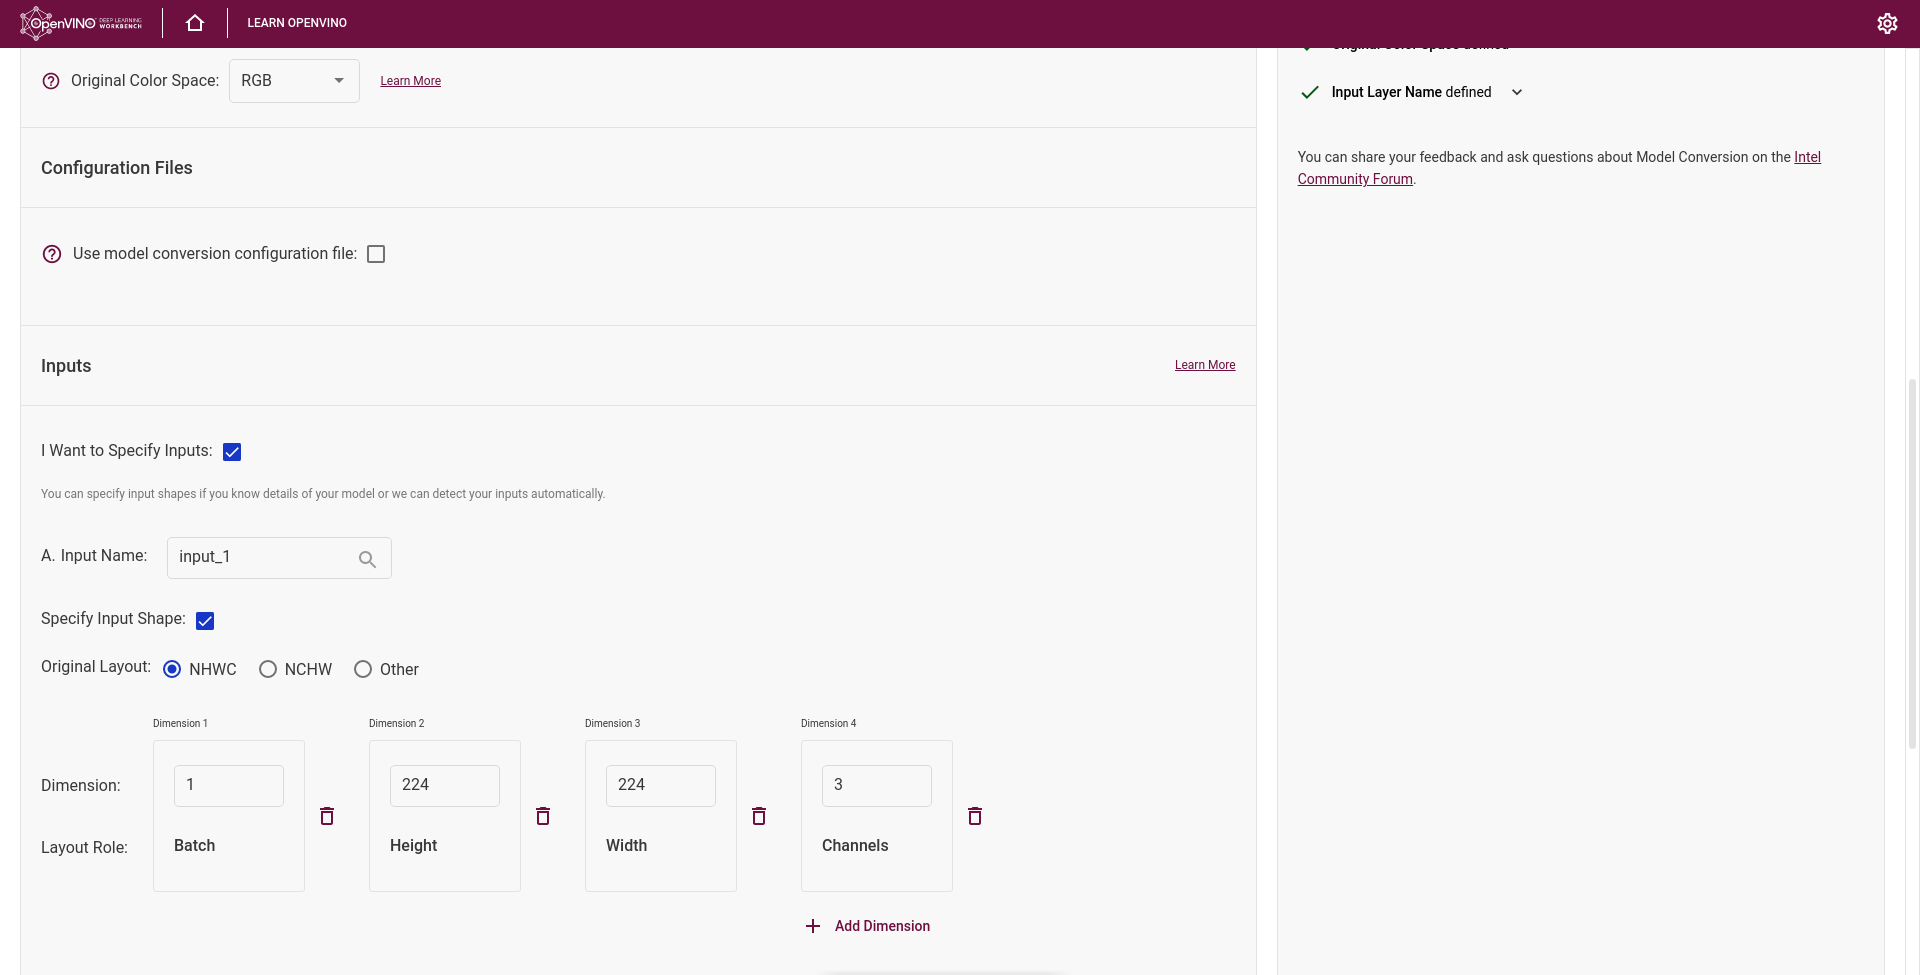 OpenVINO DEEP LEARNING WORKBENCH
LEARN OPENVINO
Original Color Space: RGB Learn More
Configuration Files
Use model conversion configuration file:
Inputs Learn More
I Want to Specify Inputs:
You can specify input shapes if you know details of your model or we can detect your inputs automatically.
A. Input Name: input_1
Specify Input Shape:
Original Layout: NHWC NCHW Other
Dimension 1 Dimension 2 Dimension 3 Dimension 4
Dimension: 1 224 224 3
Layout Role: Batch Height Width Channels
Add Dimension
Original Color Space defined
Input Layer Name defined
You can share your feedback and ask questions about Model Conversion on the Intel
Community Forum.